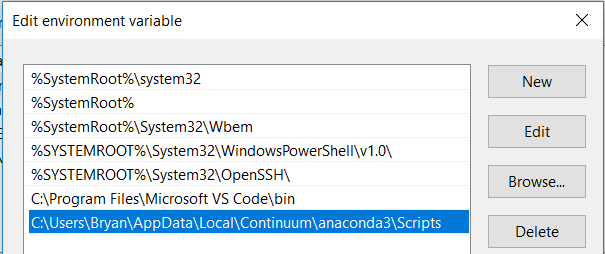 Edit environment variable
%SystemRoot%\system32
%SystemRoot%
%SystemRoot%\System32\Wbem
%SYSTEMROOT%\System32\WindowsPowerShell\v1.0\
%SYSTEMROOT%\System32\OpenSSH\
C:\Program Files\Microsoft VS Code\bin
C:\Users\Bryan\AppData\Local\Continuum\anaconda3\Scripts
New
Edit
Browse...
Delete